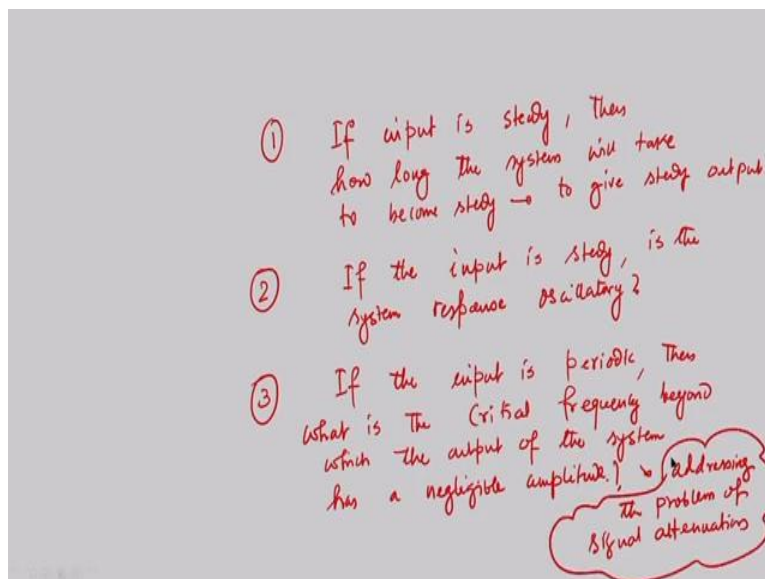 ① If input is steady, then
how long the system will take
to become steady → to give steady output.
② If the input is steady, is the
system response oscillatory?
③ If the input is periodic, then
what is the critical frequency beyond
which the output of the system
has a negligible amplitude? → addressing
the problem of
signal attenuation